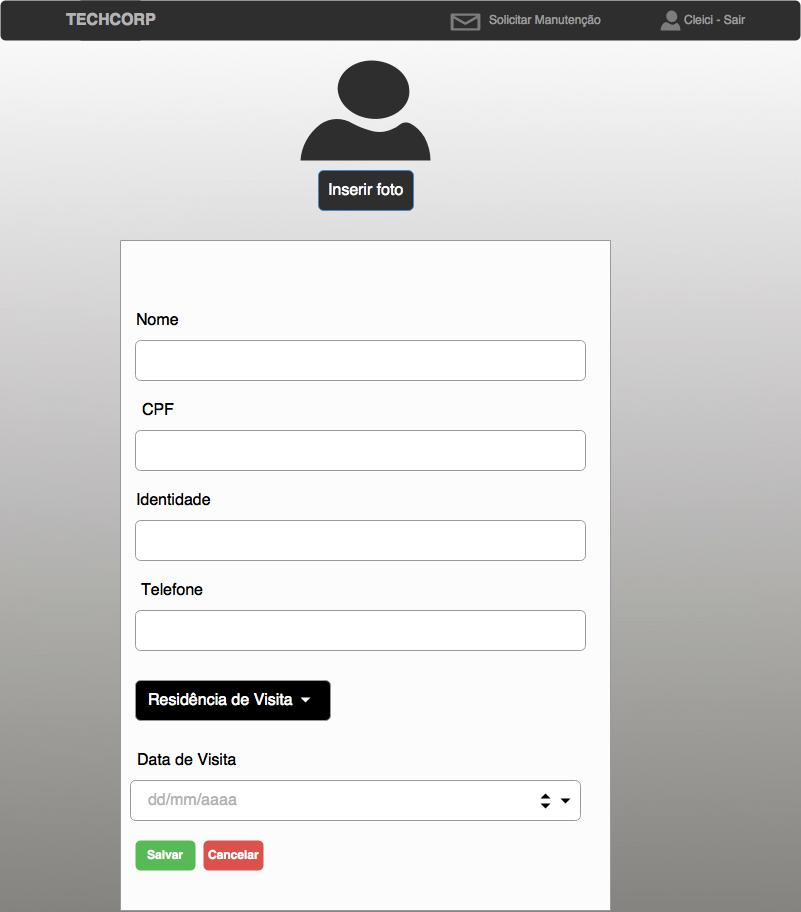 TECHCORP
Solicitar Manutenção
Cleici - Sair
Inserir foto
Nome
CPF
Identidade
Telefone
Residência de Visita
Data de Visita
dd/mm/aaaa
Salvar
Cancelar